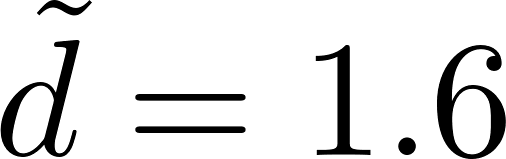 d̃ = 1.6